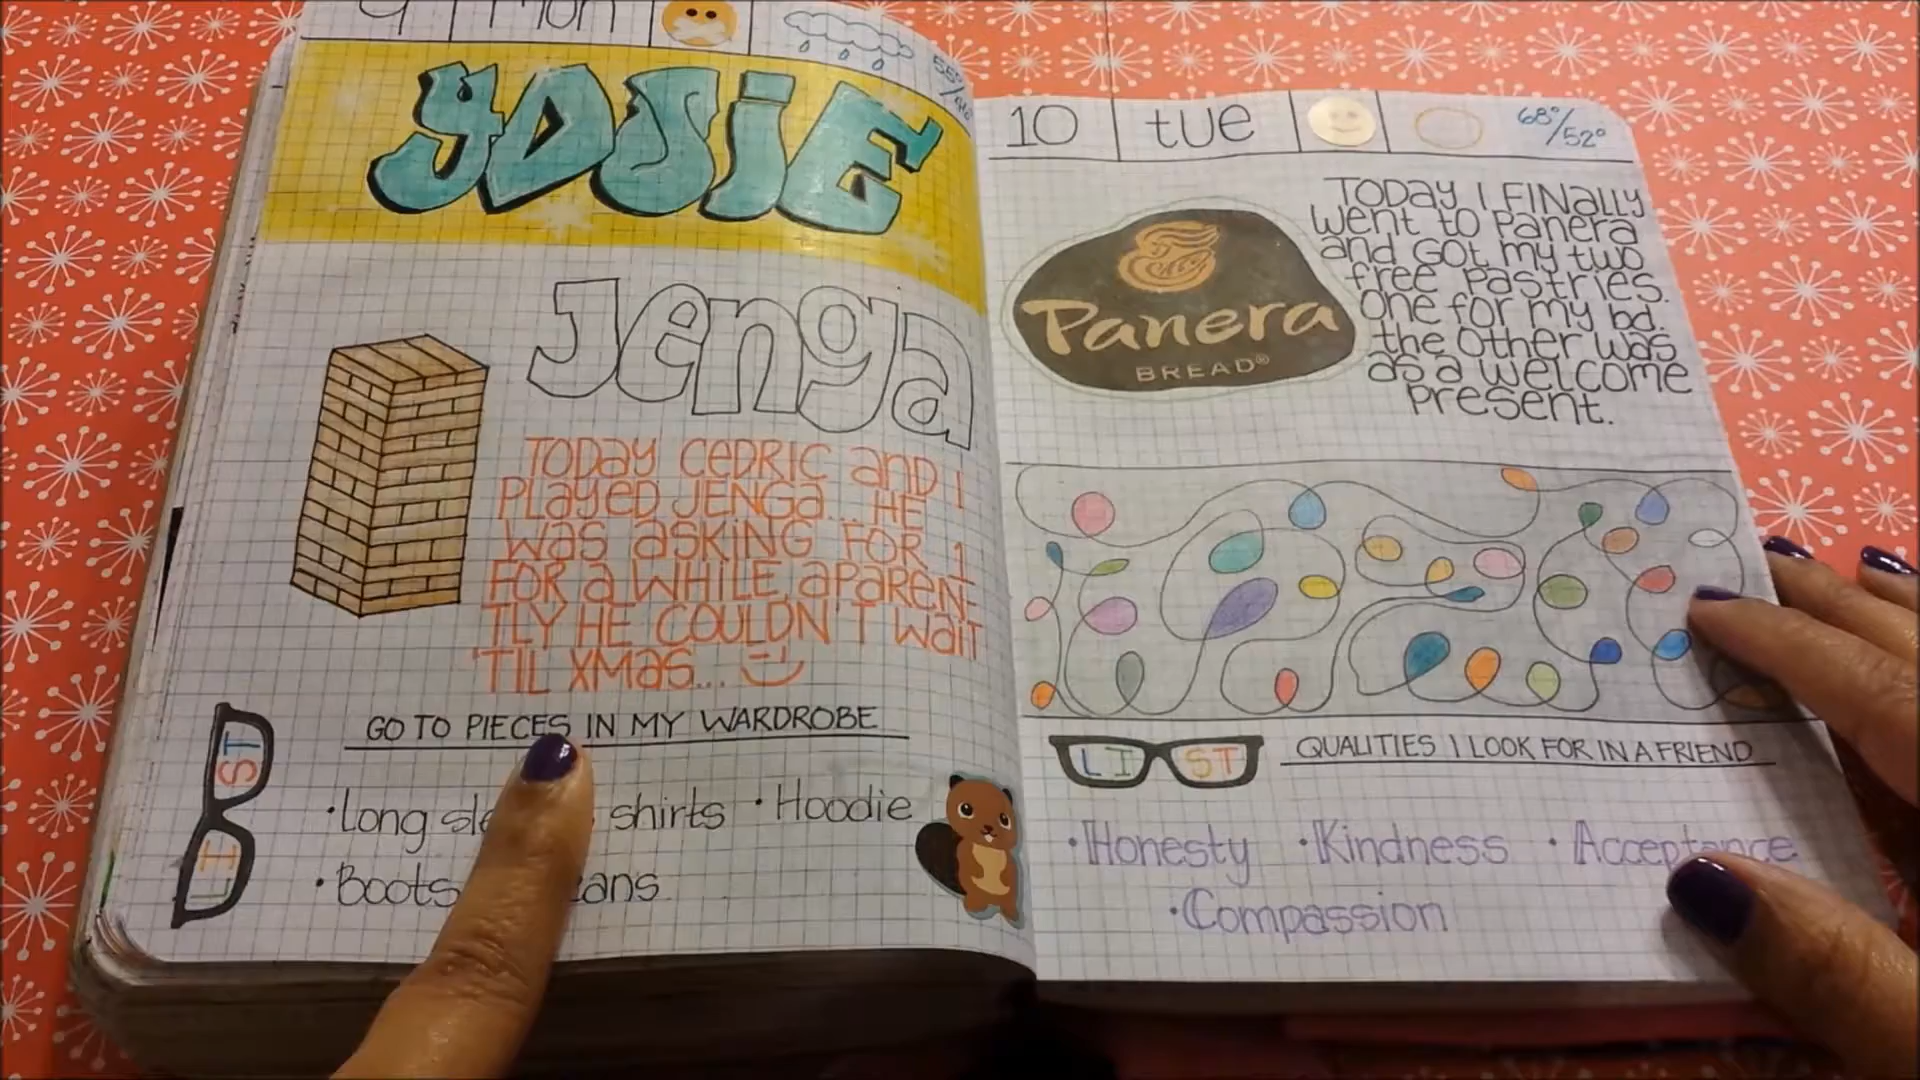 9 Mon
YOSIE
Jenga
TODAY CEDRIC AND I
PLAYED JENGA. HE
WAS ASKING FOR 1
FOR A WHILE APAREN-
TLY HE COULDN'T WAIT
'TIL XMAS...
LIST
GO TO PIECES IN MY WARDROBE
• Long shirts • Hoodie
• Boots
10 tue 68°/52°
Panera
BREAD®
TODAY I FINALLY
WENT TO PANERA
AND GOT MY TWO
FREE PASTRIES.
ONE FOR MY bd.
THE OTHER WAS
AS A WELCOME
PRESENT.
LIST QUALITIES I LOOK FOR IN A FRIEND
• Honesty • Kindness • Acceptance
• Compassion